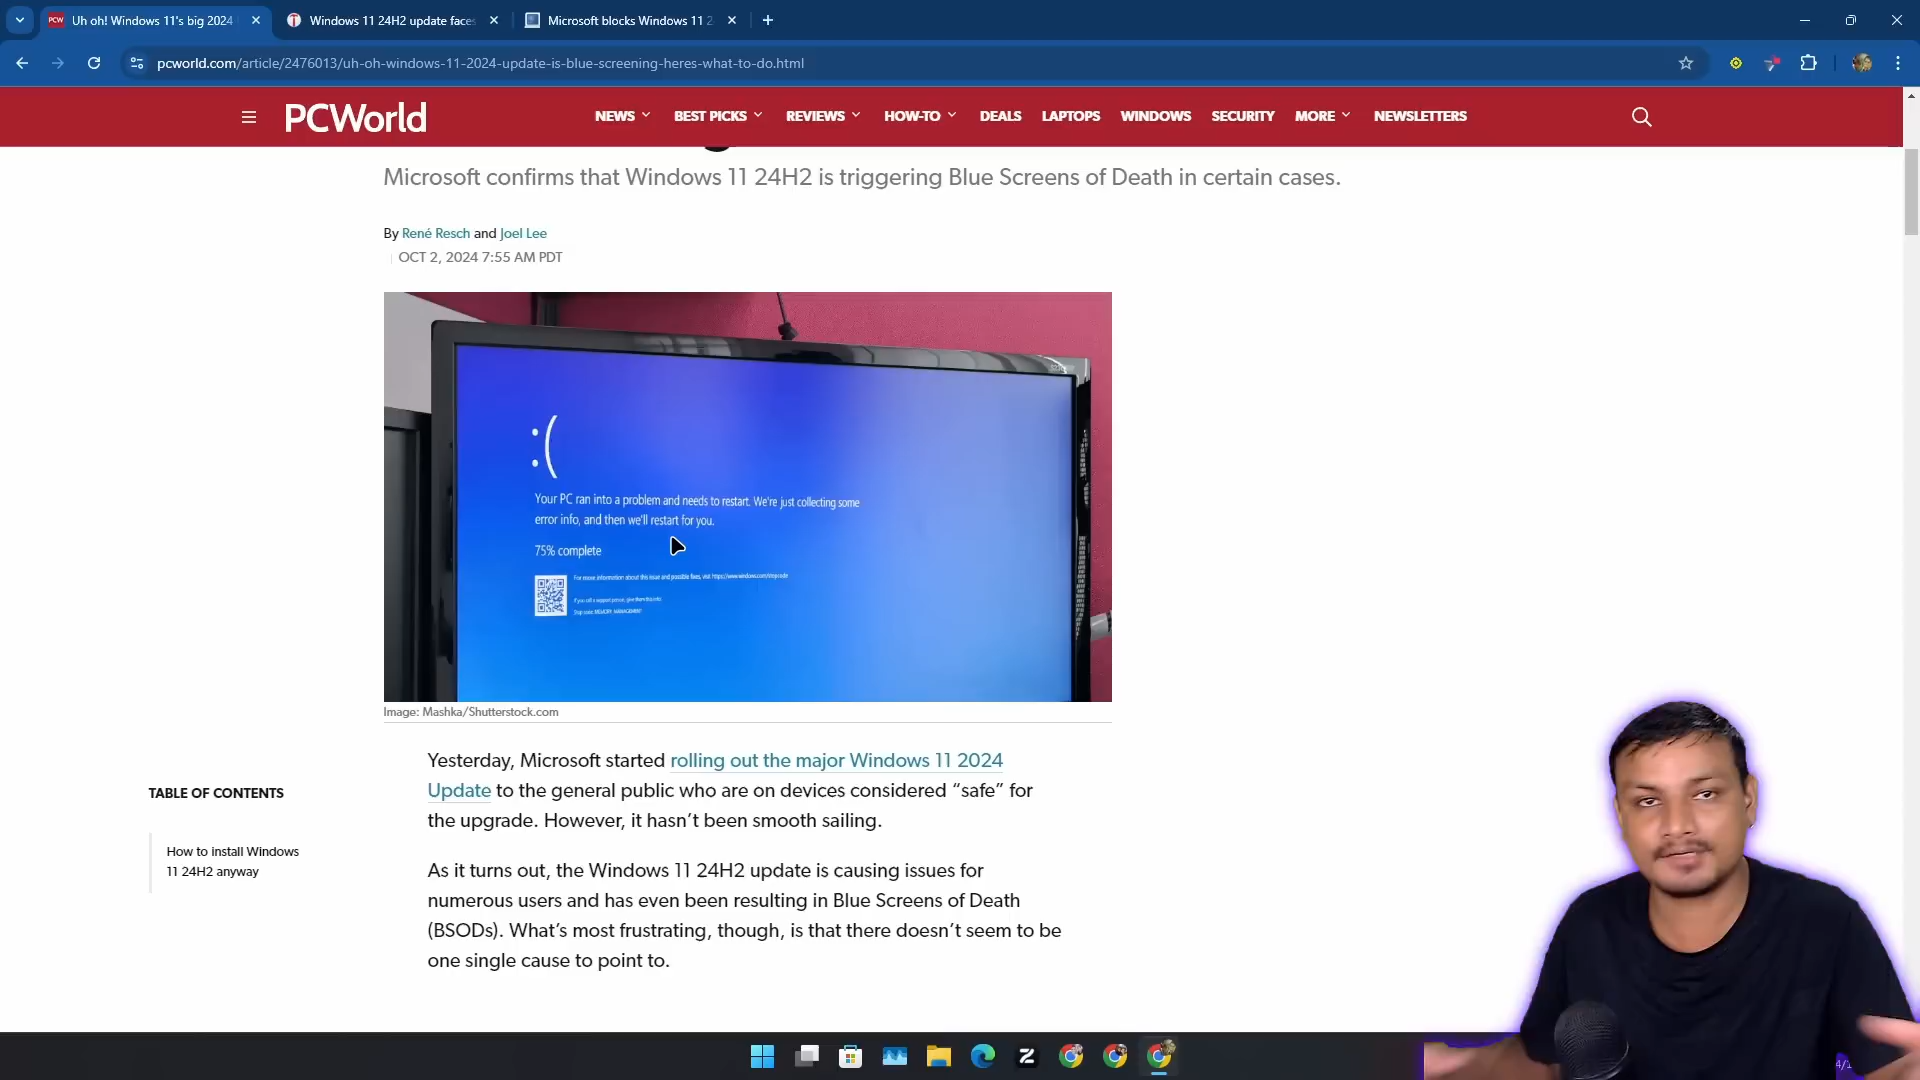 Uh oh! Windows 11's big 2024
Windows 11 24H2 update faces
Microsoft blocks Windows 11 2
pcworld.com/article/2476013/uh-oh-windows-11-2024-update-is-blue-screening-heres-what-to-do.html
PCWorld
NEWS
BEST PICKS
REVIEWS
HOW-TO
DEALS
LAPTOPS
WINDOWS
SECURITY
MORE
NEWSLETTERS
Microsoft confirms that Windows 11 24H2 is triggering Blue Screens of Death in certain cases.
By René Resch and Joel Lee
OCT 2, 2024 7:55 AM PDT
:(
Your PC ran into a problem and needs to restart. We're just collecting some
error info, and then we'll restart for you.
75% complete
For more information about this issue and possible fixes, visit https://www.windows.com/stopcode
If you call a support person, give them this info:
Stop code: MEMORY_MANAGEMENT
Image: Mashka/Shutterstock.com
Yesterday, Microsoft started rolling out the major Windows 11 2024
Update to the general public who are on devices considered “safe” for
the upgrade. However, it hasn’t been smooth sailing.
As it turns out, the Windows 11 24H2 update is causing issues for
numerous users and has even been resulting in Blue Screens of Death
(BSODs). What’s most frustrating, though, is that there doesn’t seem to be
one single cause to point to.
TABLE OF CONTENTS
How to install Windows
11 24H2 anyway